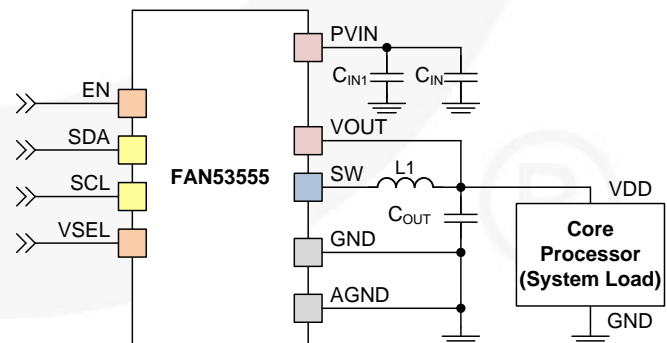 PVIN
CIN1
CIN
EN
VOUT
SDA
FAN53555
SW
L1
VDD
SCL
COUT
VSEL
Core
Processor
(System Load)
GND
AGND
GND